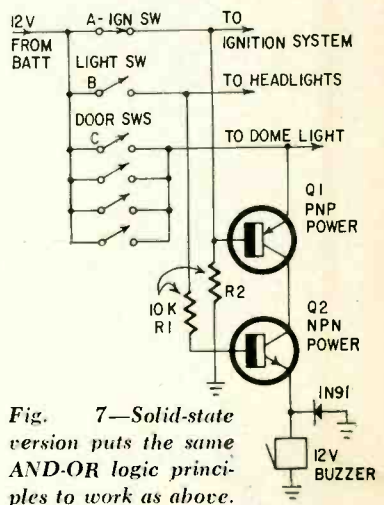 12V
FROM
BATT
A- IGN SW
TO
IGNITION SYSTEM
LIGHT SW
B
TO HEADLIGHTS
DOOR SWS
C
TO DOME LIGHT
Q1
PNP
POWER
R2
10 K
R1
Q2
NPN
POWER
1N91
12V
BUZZER
Fig. 7—Solid-state
version puts the same
AND-OR logic princi-
ples to work as above.